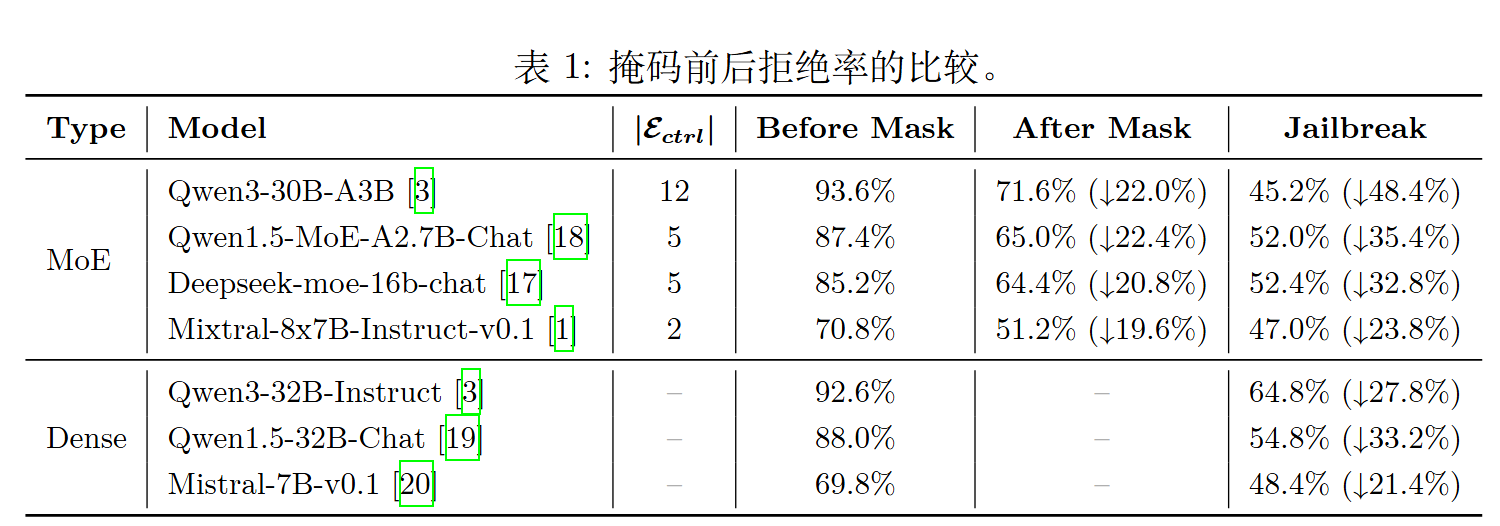 表 1: 掩码前后拒绝率的比较。
Type Model |𝓔ctrl| Before Mask After Mask Jailbreak
Qwen3-30B-A3B [3] 12 93.6% 71.6% (↓22.0%) 45.2% (↓48.4%)
Qwen1.5-MoE-A2.7B-Chat [18] 5 87.4% 65.0% (↓22.4%) 52.0% (↓35.4%)
MoE
Deepseek-moe-16b-chat [17] 5 85.2% 64.4% (↓20.8%) 52.4% (↓32.8%)
Mixtral-8x7B-Instruct-v0.1 [1] 2 70.8% 51.2% (↓19.6%) 47.0% (↓23.8%)
Qwen3-32B-Instruct [3] – 92.6% – 64.8% (↓27.8%)
Dense Qwen1.5-32B-Chat [19] – 88.0% – 54.8% (↓33.2%)
Mistral-7B-v0.1 [20] – 69.8% – 48.4% (↓21.4%)